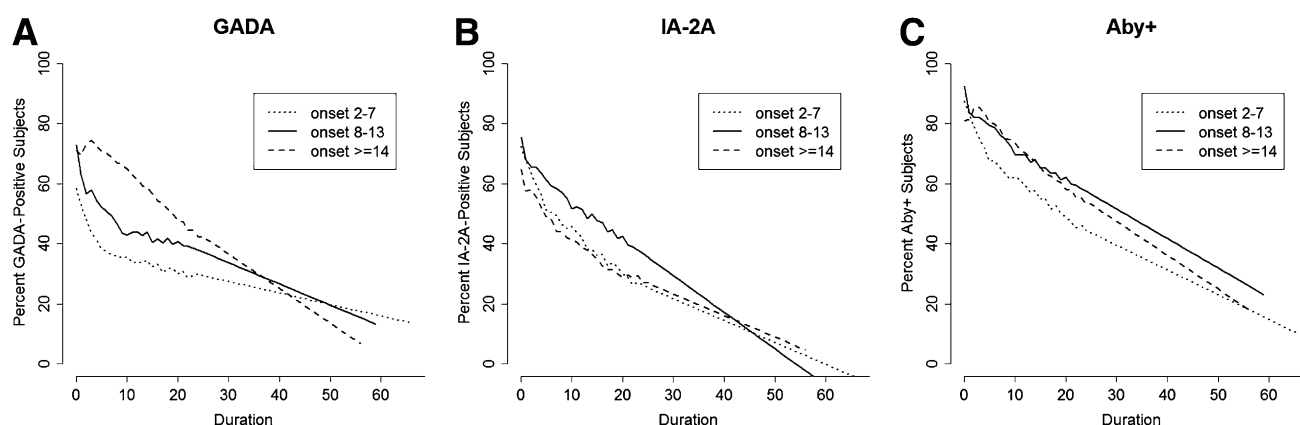 A
GADA
Percent GADA-Positive Subjects
100
80
60
40
20
0
onset 2-7
onset 8-13
onset >=14
0 10 20 30 40 50 60
Duration
B
IA-2A
Percent IA-2A-Positive Subjects
100
80
60
40
20
0
onset 2-7
onset 8-13
onset >=14
0 10 20 30 40 50 60
Duration
C
Aby+
Percent Aby+ Subjects
100
80
60
40
20
0
onset 2-7
onset 8-13
onset >=14
0 10 20 30 40 50 60
Duration